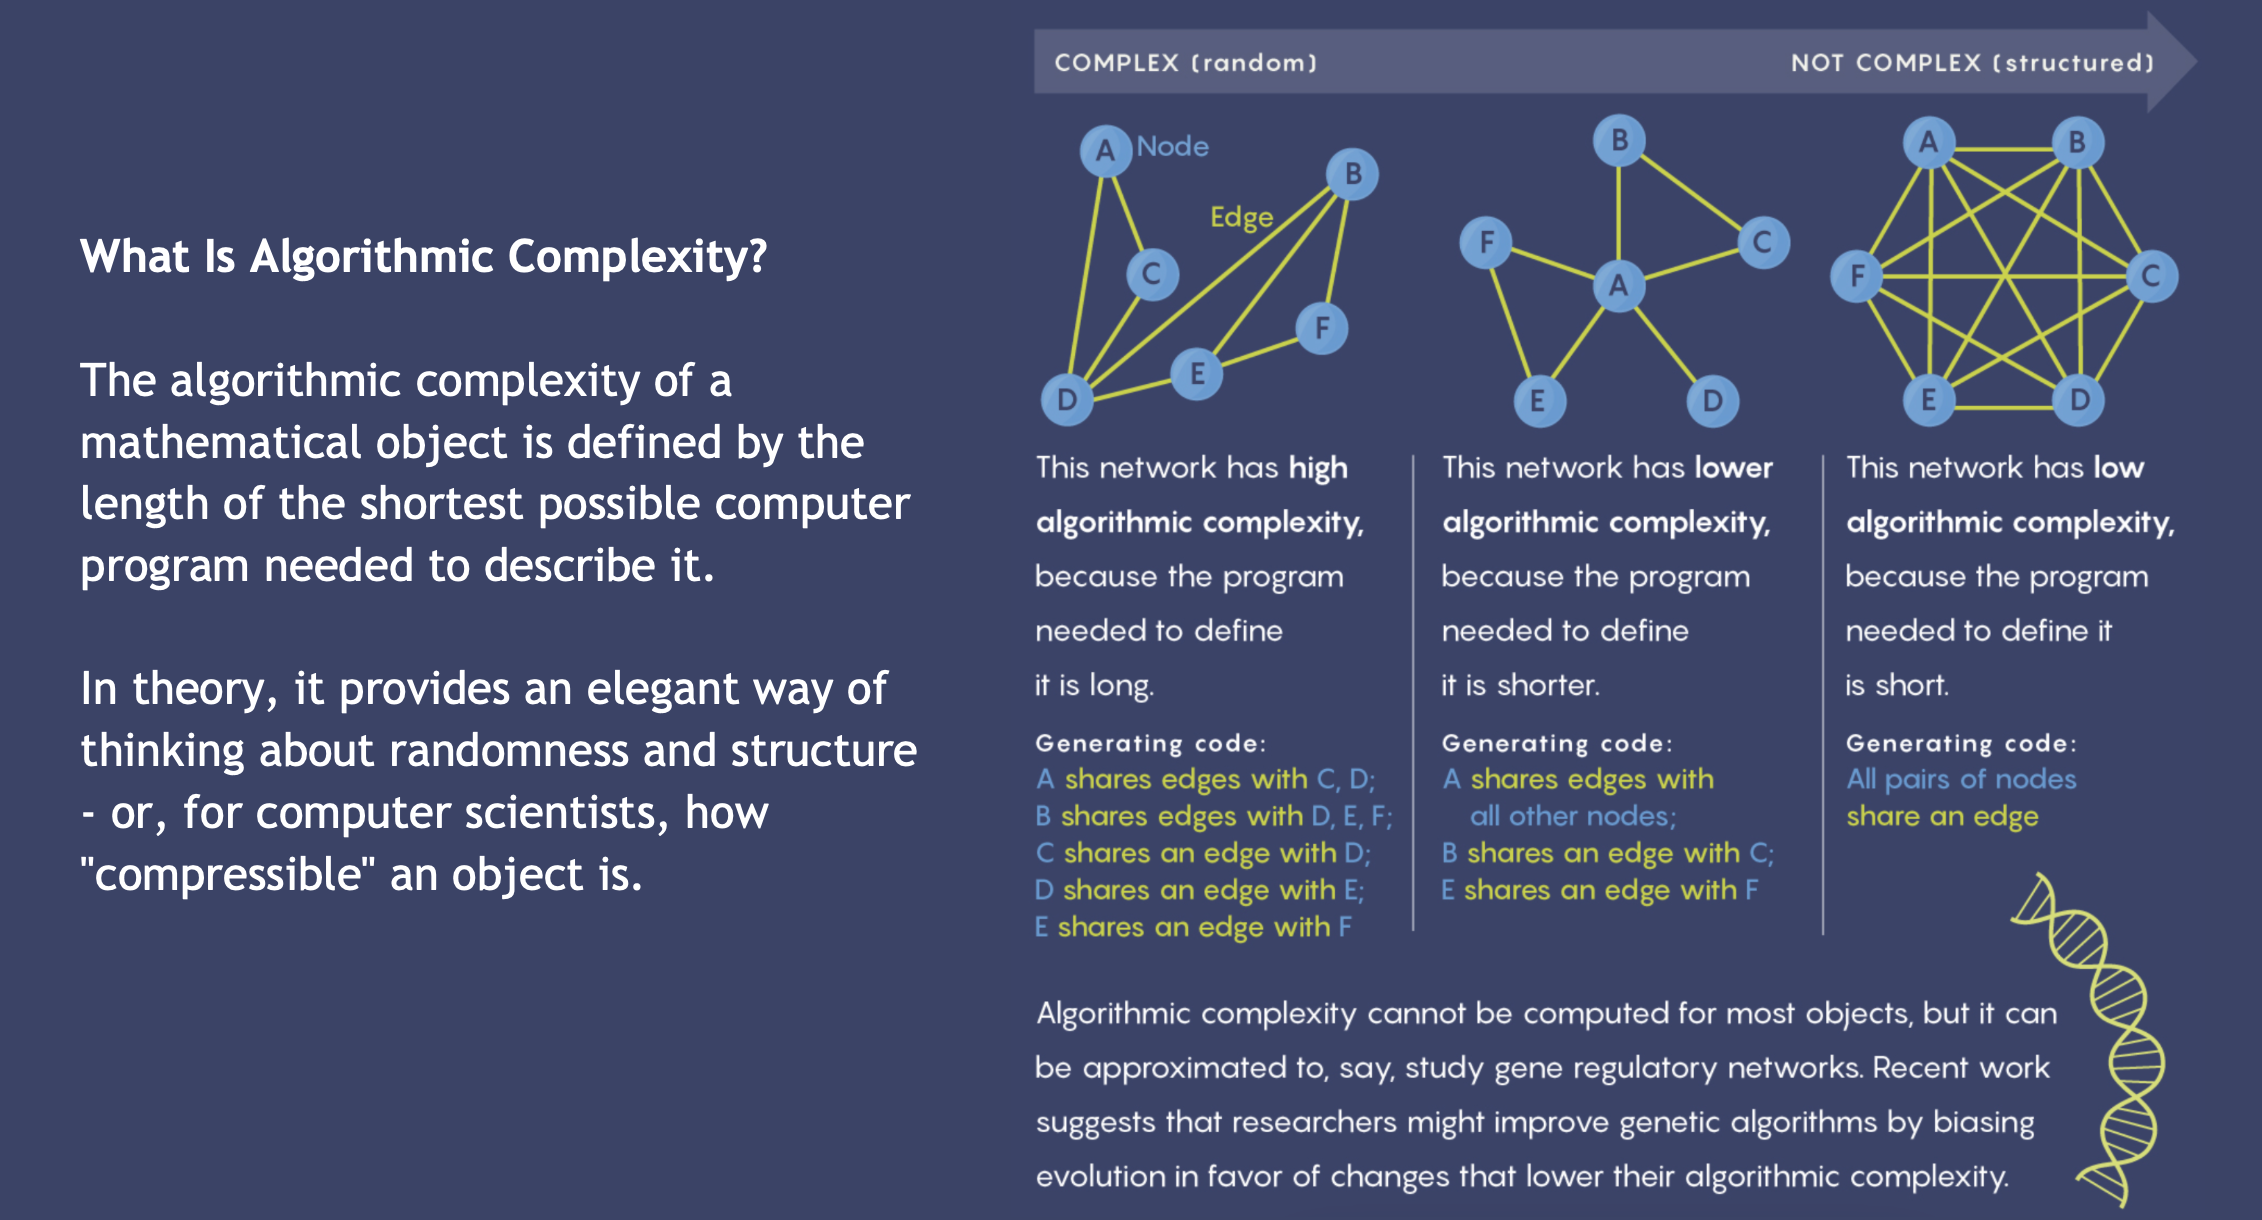 What Is Algorithmic Complexity?
The algorithmic complexity of a
mathematical object is defined by the
length of the shortest possible computer
program needed to describe it.
In theory, it provides an elegant way of
thinking about randomness and structure
- or, for computer scientists, how
"compressible" an object is.
COMPLEX (random)
NOT COMPLEX (structured)
A
Node
B
Edge
C
F
E
D
B
F
C
A
E
D
A
B
F
C
E
D
This network has high
algorithmic complexity,
because the program
needed to define
it is long.
Generating code:
A shares edges with C, D;
B shares edges with D, E, F;
C shares an edge with D;
D shares an edge with E;
E shares an edge with F
This network has lower
algorithmic complexity,
because the program
needed to define
it is shorter.
Generating code:
A shares edges with
all other nodes;
B shares an edge with C;
E shares an edge with F
This network has low
algorithmic complexity,
because the program
needed to define it
is short.
Generating code:
All pairs of nodes
share an edge
Algorithmic complexity cannot be computed for most objects, but it can
be approximated to, say, study gene regulatory networks. Recent work
suggests that researchers might improve genetic algorithms by biasing
evolution in favor of changes that lower their algorithmic complexity.